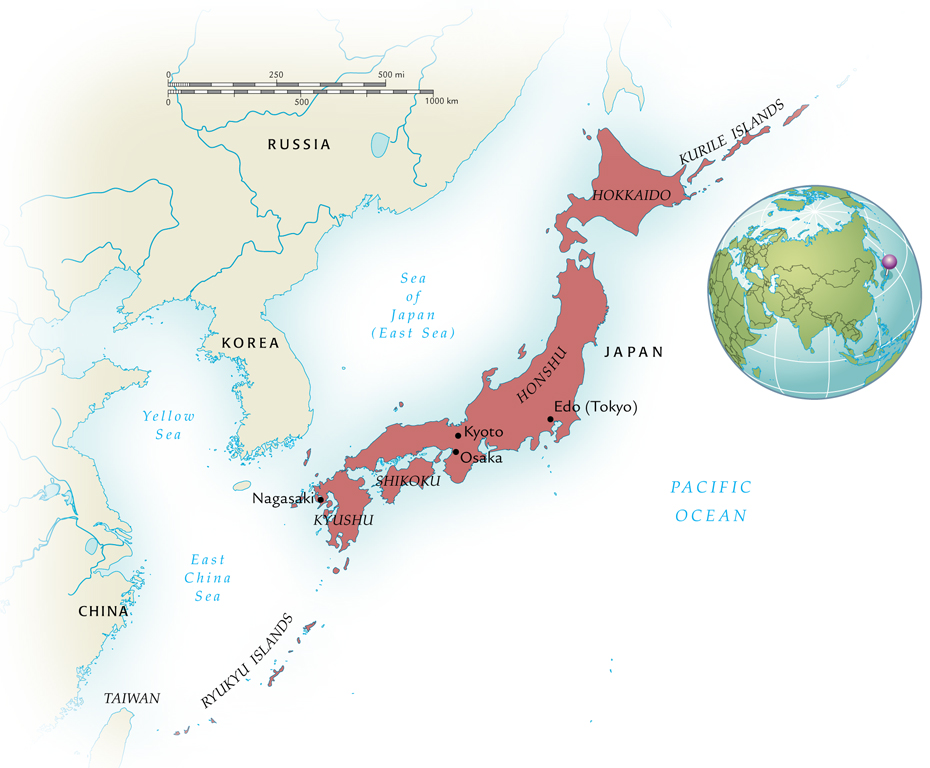 0 250 500 mi
0 500 1000 km
RUSSIA
KURILE ISLANDS
HOKKAIDO
Sea
of
Japan
(East Sea)
KOREA
JAPAN
HONSHU
Edo (Tokyo)
Yellow
Sea
Kyoto
Osaka
SHIKOKU
Nagasaki
KYUSHU
PACIFIC
OCEAN
East
China
Sea
CHINA
RYUKYU ISLANDS
TAIWAN